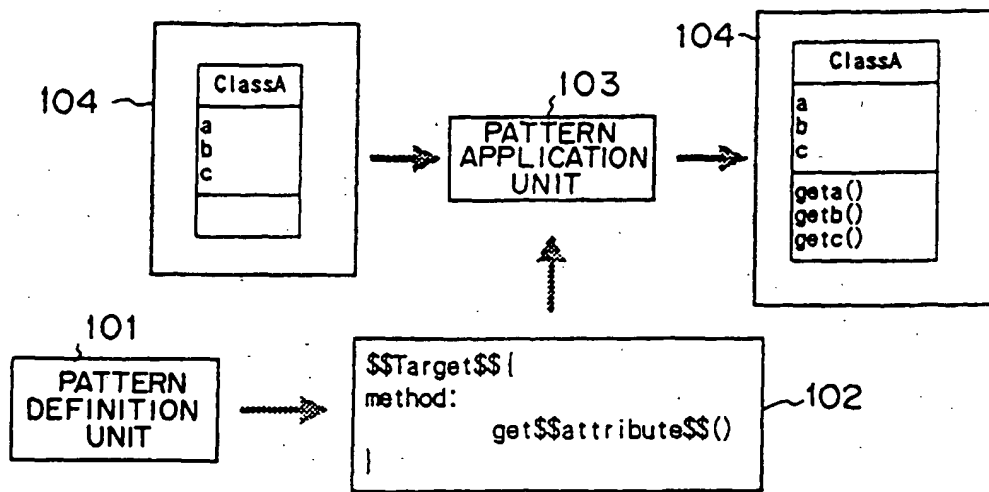 104
ClassA
a
b
c
103
PATTERN
APPLICATION
UNIT
104
ClassA
a
b
c
geta()
getb()
getc()
101
PATTERN
DEFINITION
UNIT
$$Target$${
method:
get$$attribute$$()
}
102